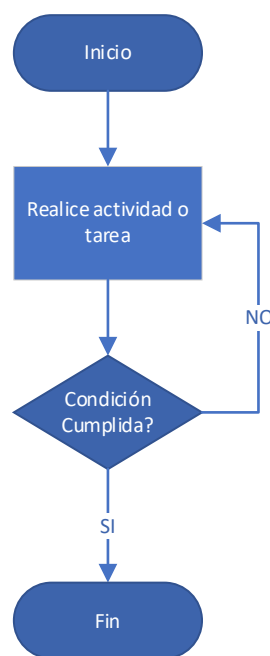 Inicio
Realice actividad o
tarea
NO
Condición
Cumplida?
SI
Fin